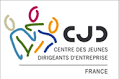 CJD
CENTRE DES JEUNES
DIRIGEANTS D'ENTREPRISE
FRANCE